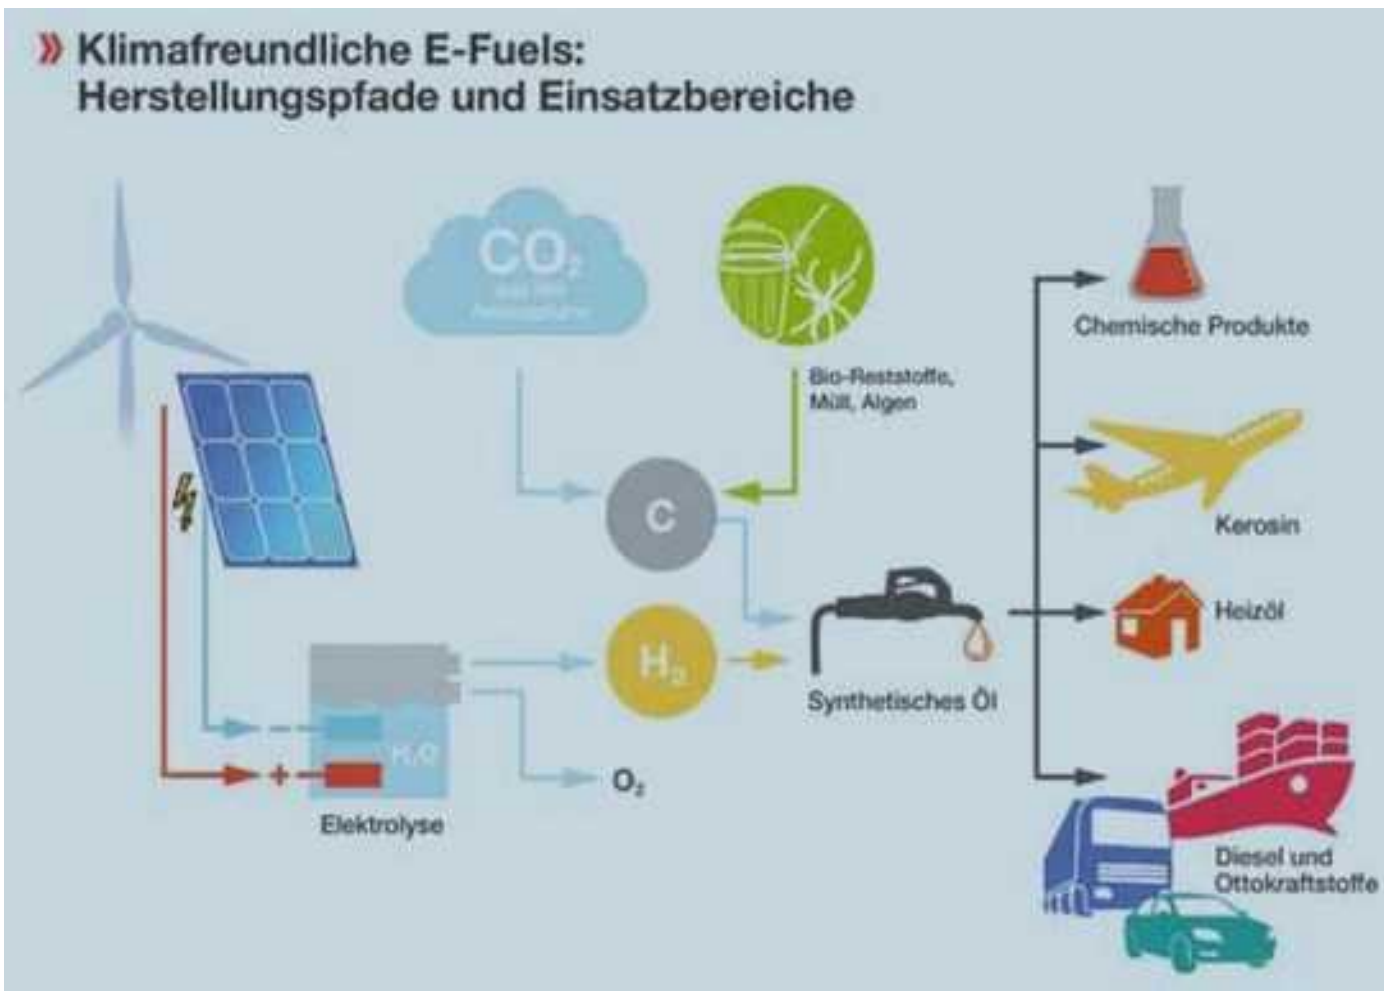 Klimafreundliche E-Fuels:
Herstellungspfade und Einsatzbereiche
CO₂
Bio-Reststoffe,
Müll, Algen
C
H₂
H₂O
O₂
Elektrolyse
Synthetisches Öl
Chemische Produkte
Kerosin
Heizöl
Diesel und
Ottokraftstoffe